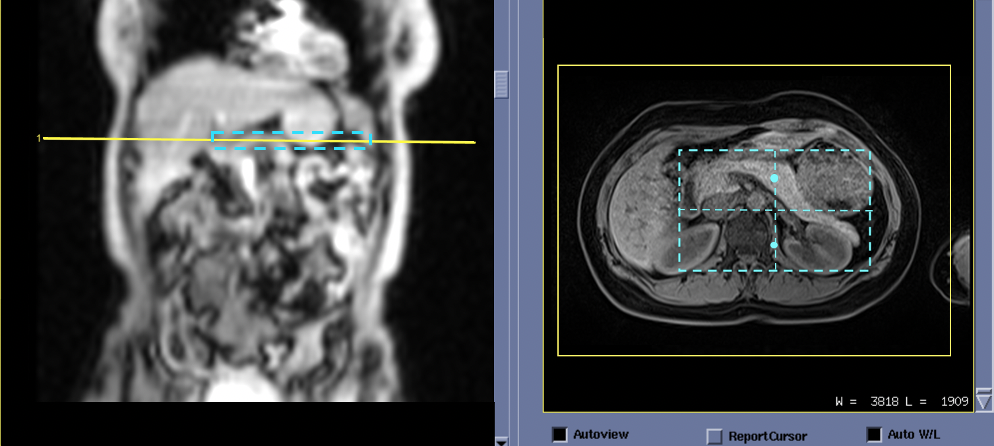 1
W = 3818 L = 1909
Autoview
ReportCursor
Auto W/L